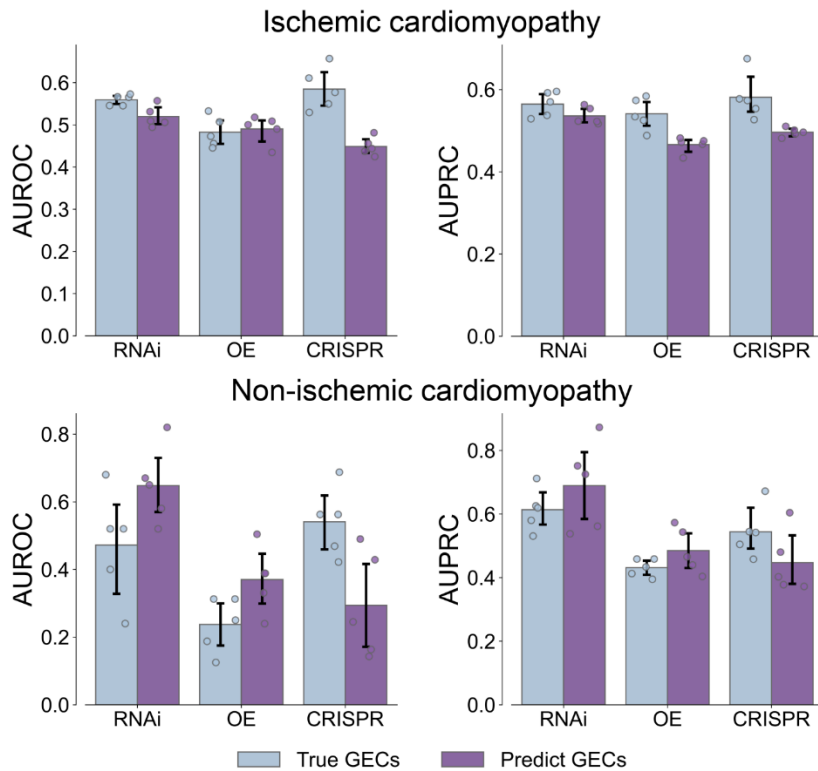 Ischemic cardiomyopathy
AUROC
0.6
0.5
0.4
0.3
0.2
0.1
0.0
RNAi OE CRISPR
AUPRC
0.6
0.4
0.2
0.0
RNAi OE CRISPR
Non-ischemic cardiomyopathy
AUROC
0.8
0.6
0.4
0.2
0.0
RNAi OE CRISPR
AUPRC
0.8
0.6
0.4
0.2
0.0
RNAi OE CRISPR
True GECs Predict GECs